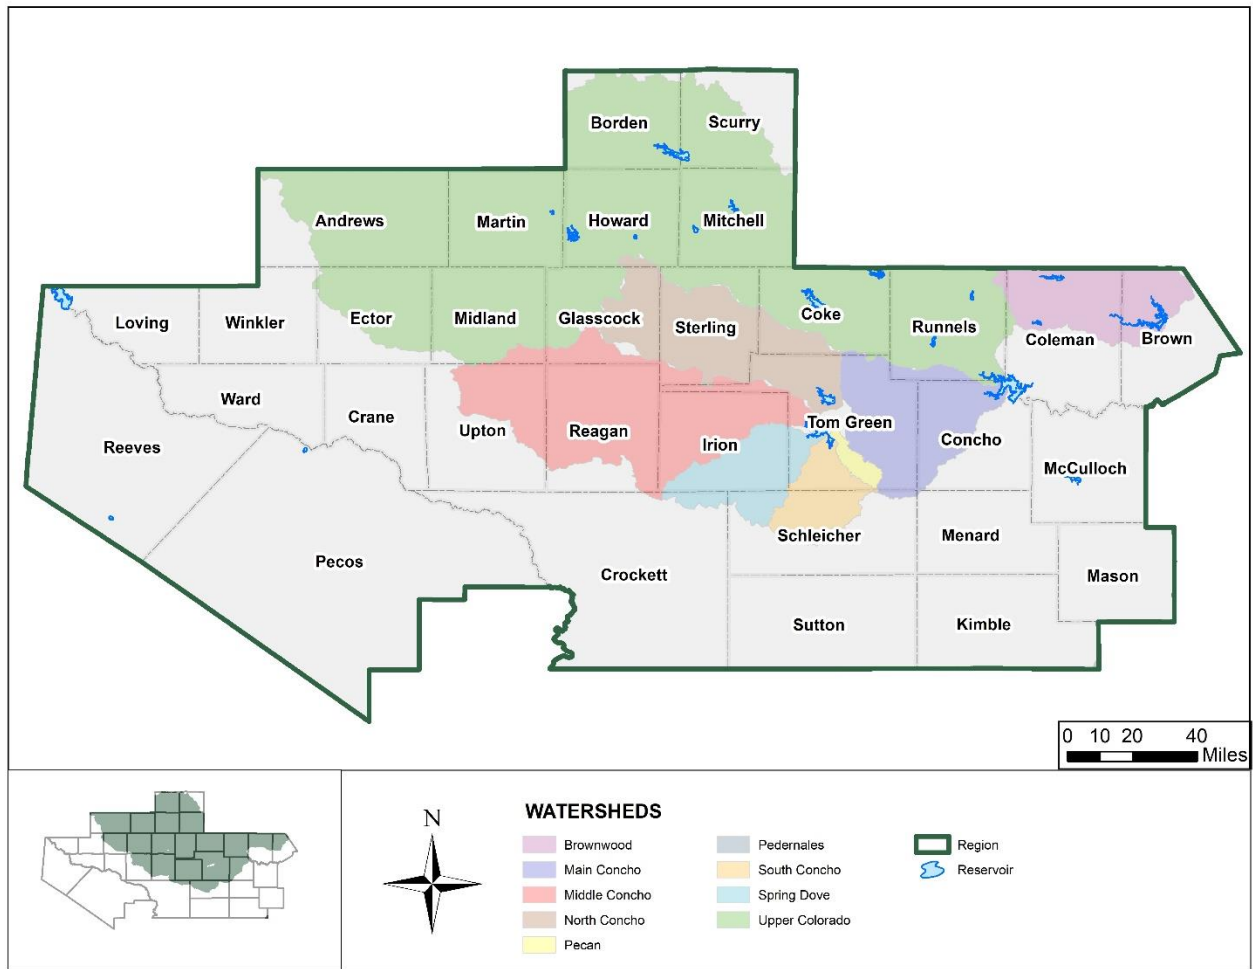 Borden
Scurry
Andrews
Martin
Howard
Mitchell
Loving
Winkler
Ector
Midland
Glasscock
Sterling
Coke
Runnels
Coleman
Brown
Ward
Crane
Upton
Reagan
Irion
Tom Green
Concho
Reeves
McCulloch
Pecos
Crockett
Schleicher
Menard
Mason
Sutton
Kimble
0 10 20 40
Miles
N
WATERSHEDS
Brownwood
Main Concho
Middle Concho
North Concho
Pecan
Pedernales
South Concho
Spring Dove
Upper Colorado
Region
Reservoir